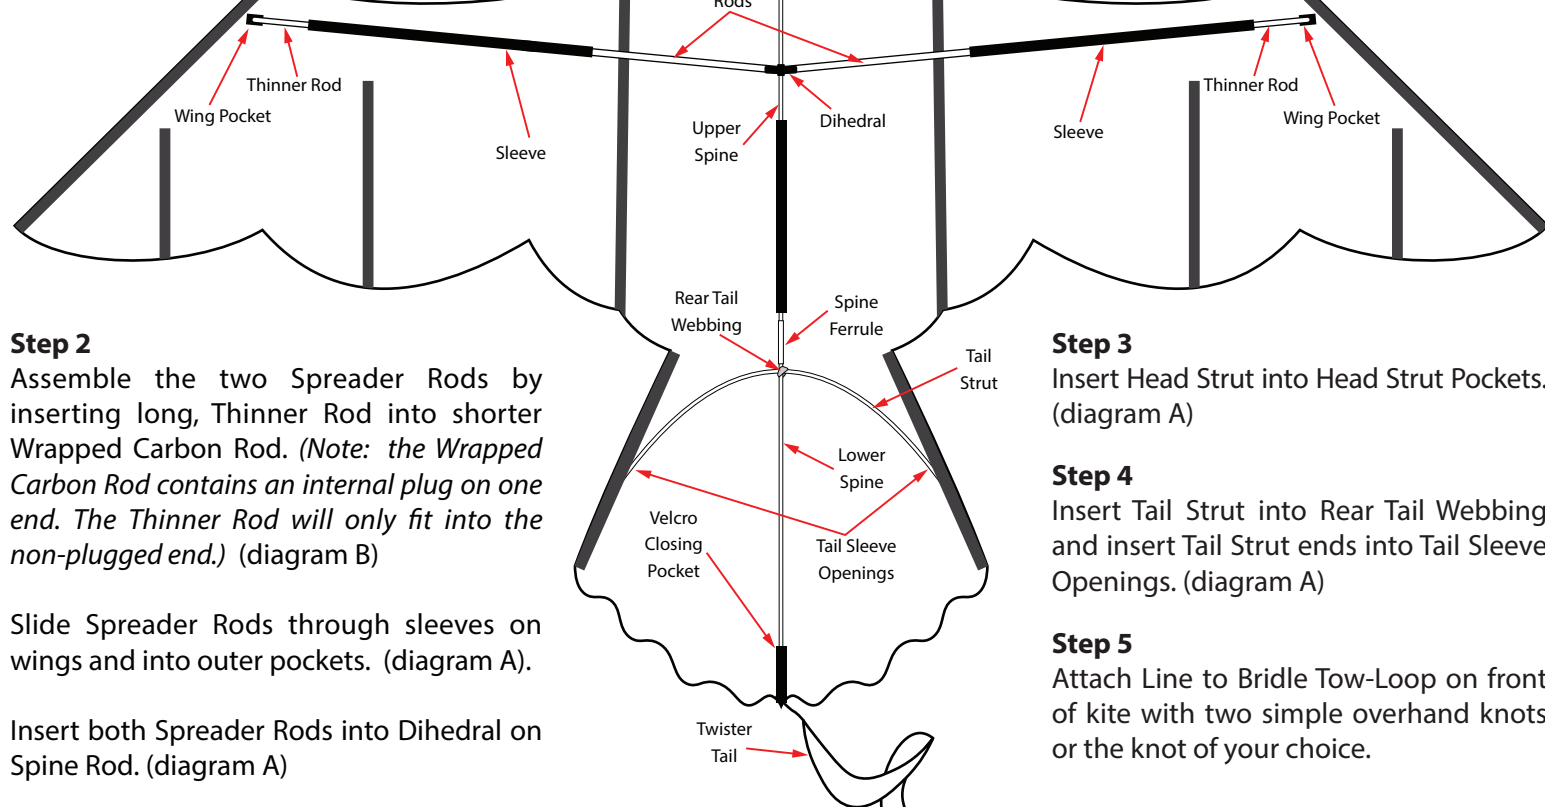 Rods
Thinner Rod
Wing Pocket
Sleeve
Upper
Spine
Dihedral
Sleeve
Thinner Rod
Wing Pocket
Rear Tail
Webbing
Spine
Ferrule
Tail
Strut
Lower
Spine
Velcro
Closing
Pocket
Tail Sleeve
Openings
Twister
Tail
Step 2
Assemble the two Spreader Rods by
inserting long, Thinner Rod into shorter
Wrapped Carbon Rod. (Note: the Wrapped
Carbon Rod contains an internal plug on one
end. The Thinner Rod will only fit into the
non-plugged end.) (diagram B)
Slide Spreader Rods through sleeves on
wings and into outer pockets. (diagram A).
Insert both Spreader Rods into Dihedral on
Spine Rod. (diagram A)
Step 3
Insert Head Strut into Head Strut Pockets.
(diagram A)
Step 4
Insert Tail Strut into Rear Tail Webbing
and insert Tail Strut ends into Tail Sleeve
Openings. (diagram A)
Step 5
Attach Line to Bridle Tow-Loop on front
of kite with two simple overhand knots
or the knot of your choice.